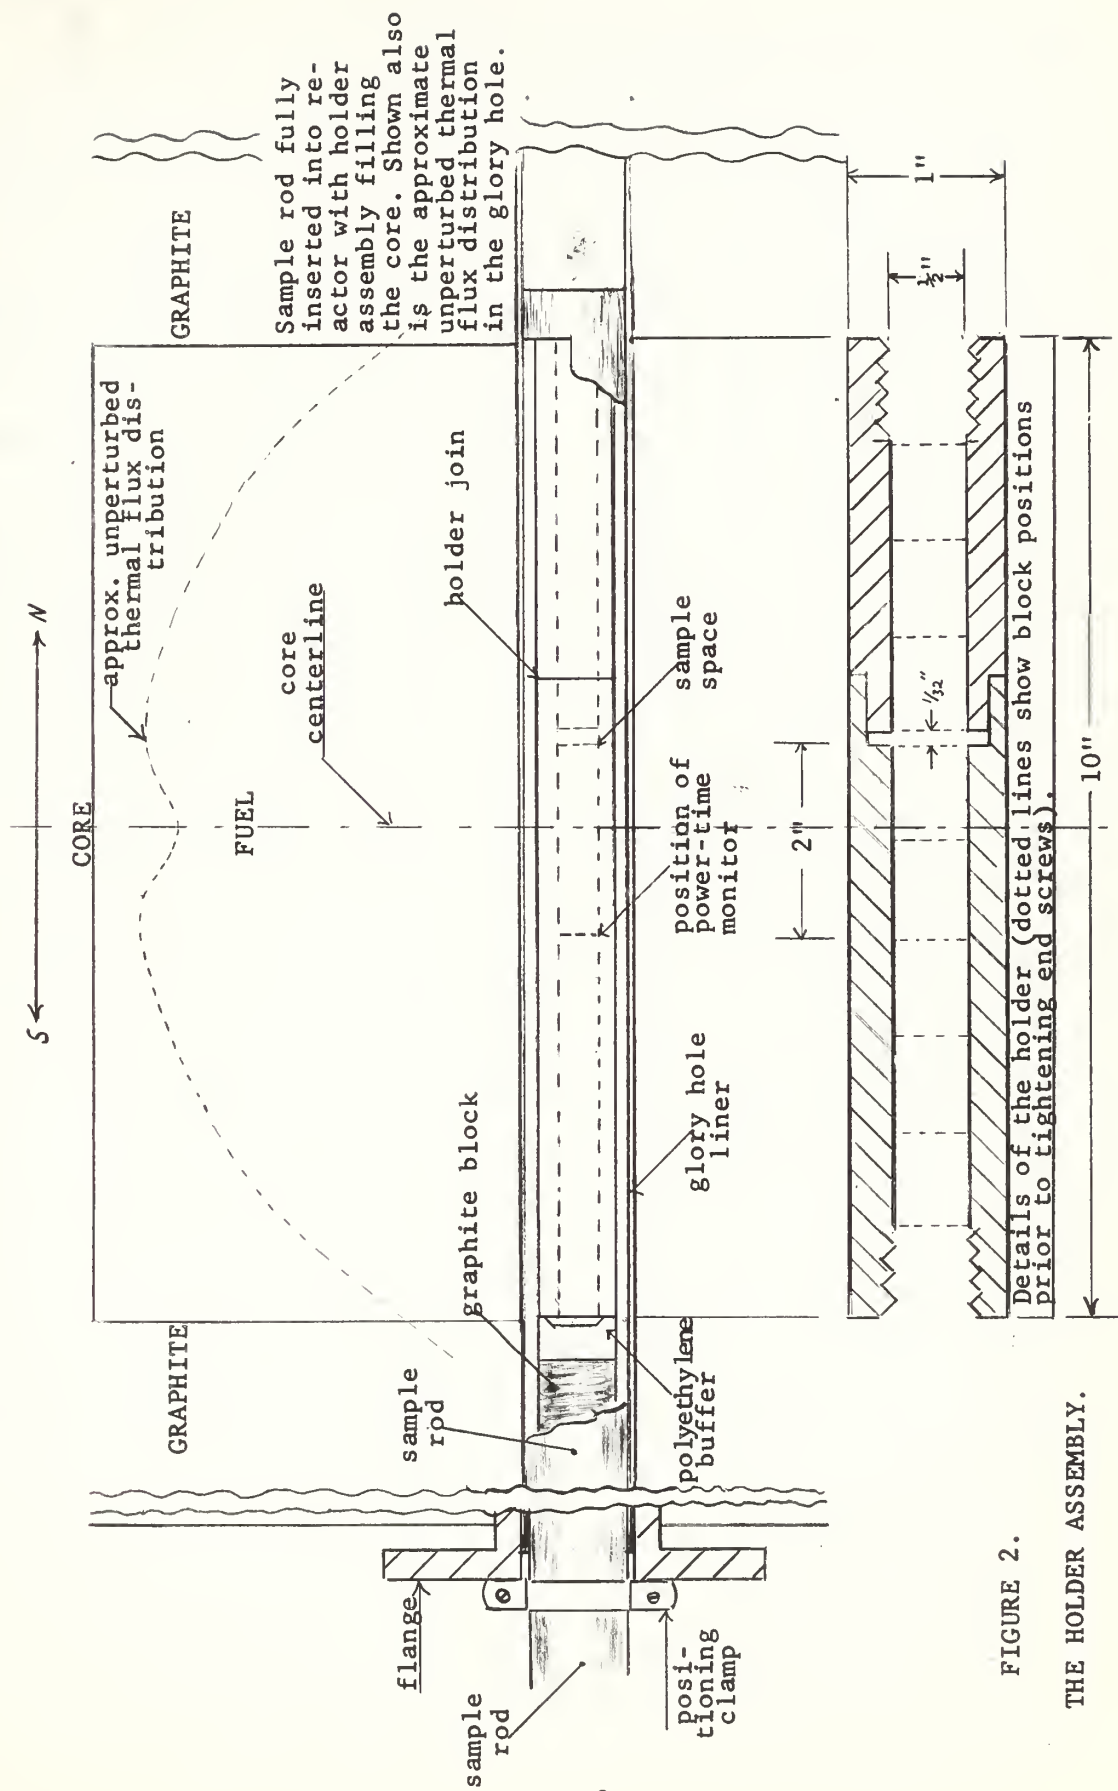 S N
approx. unperturbed
thermal flux dis-
tribution
CORE
FUEL
core
centerline
GRAPHITE
GRAPHITE
Sample rod fully
inserted into re-
actor with holder
assembly filling
the core. Shown also
is the approximate
unperturbed thermal
flux distribution
in the glory hole.
holder join
graphite block
sample
rod
flange
sample
rod
posi-
tioning
clamp
polyethylene
buffer
glory hole
liner
position of
power-time
monitor
sample
space
2"
1/32"
1/2"
1"
Details of the holder (dotted lines show block positions
prior to tightening end screws).
10"
FIGURE 2.
THE HOLDER ASSEMBLY.